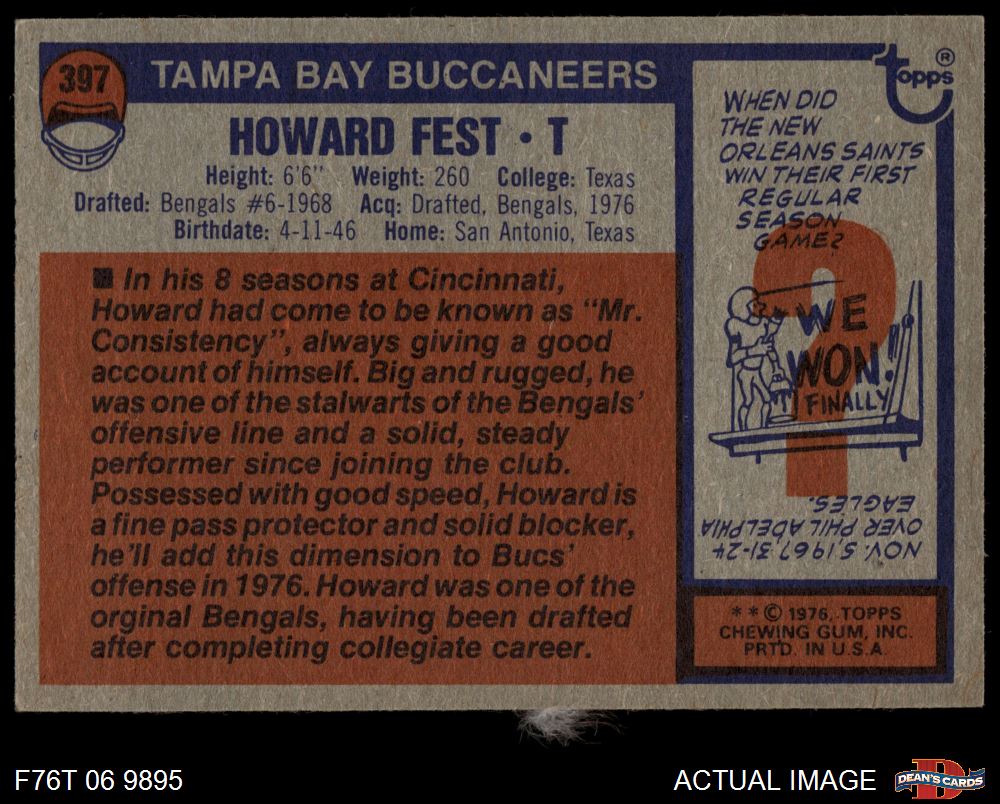 397
TAMPA BAY BUCCANEERS
HOWARD FEST • T
Height: 6'6" Weight: 260 College: Texas
Drafted: Bengals #6-1968 Acq: Drafted, Bengals, 1976
Birthdate: 4-11-46 Home: San Antonio, Texas
■ In his 8 seasons at Cincinnati,
Howard had come to be known as "Mr.
Consistency", always giving a good
account of himself. Big and rugged, he
was one of the stalwarts of the Bengals'
offensive line and a solid, steady
performer since joining the club.
Possessed with good speed, Howard is
a fine pass protector and solid blocker,
he'll add this dimension to Bucs'
offense in 1976. Howard was one of the
orginal Bengals, having been drafted
after completing collegiate career.
topps®
WHEN DID
THE NEW
ORLEANS SAINTS
WIN THEIR FIRST
REGULAR
SEASON
GAME?
?
WE
WON!
FINALLY
NOV. 5 1967, 31-24
OVER PHILADELPHIA
EAGLES.
**© 1976, TOPPS
CHEWING GUM, INC.
PRTD. IN U.S.A.
F76T 06 9895
ACTUAL IMAGE
D
DEAN'S CARDS